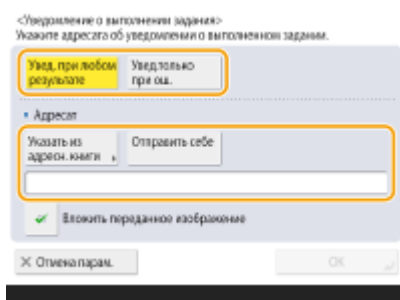 <Уведомление о выполнении задания>
Укажите адресата об уведомлении о выполненном задании.
Увед. при любом
результате
Увед.только
при ош.
Адресат
Указать из
адресн. книги
Отправить себе
Вложить переданное изображение
Отмена парам.
OK